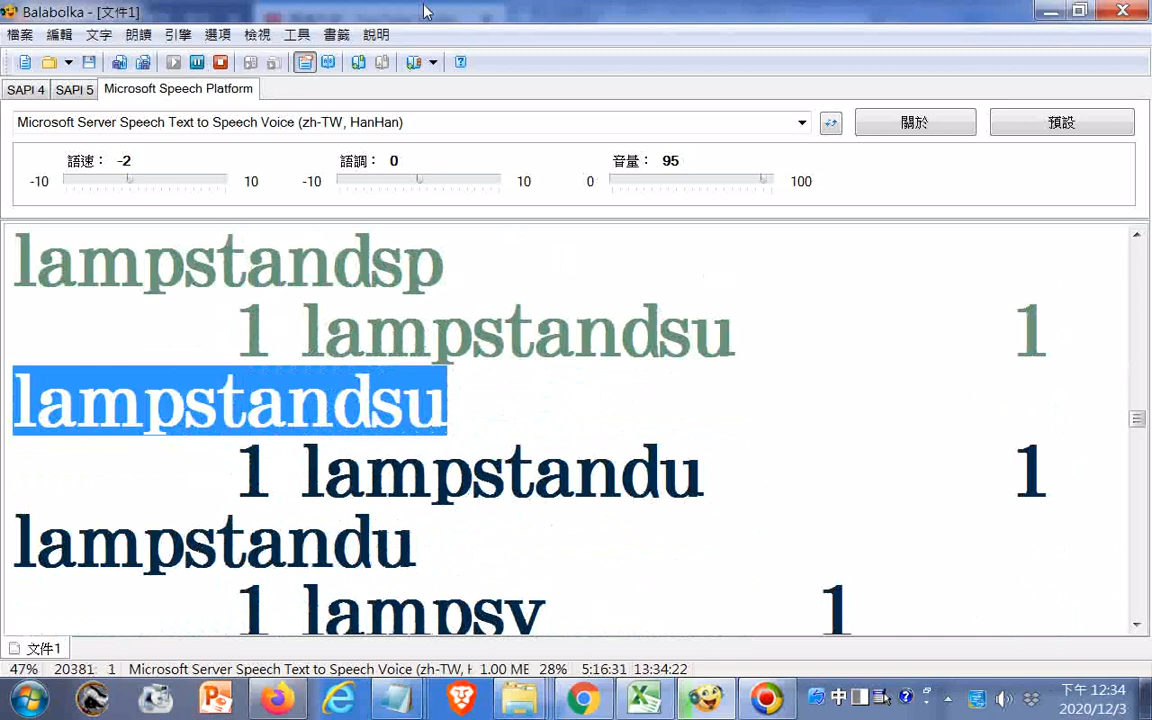 Balabolka - [文件1]
檔案 編輯 文字 朗讀 引擎 選項 檢視 工具 書籤 說明
SAPI 4 SAPI 5 Microsoft Speech Platform
Microsoft Server Speech Text to Speech Voice (zh-TW, HanHan) 關於 預設
語速： -2 語調： 0 音量： 95
-10 10 -10 10 0 100
lampstandsp
1 lampstandsu 1
lampstandsu
1 lampstandu 1
lampstandu
1 lampsy 1
文件1
47% 20381: 1 Microsoft Server Speech Text to Speech Voice (zh-TW, 1.00 ME 28% 5:16:31 13:34:22
中 下午 12:34
2020/12/3